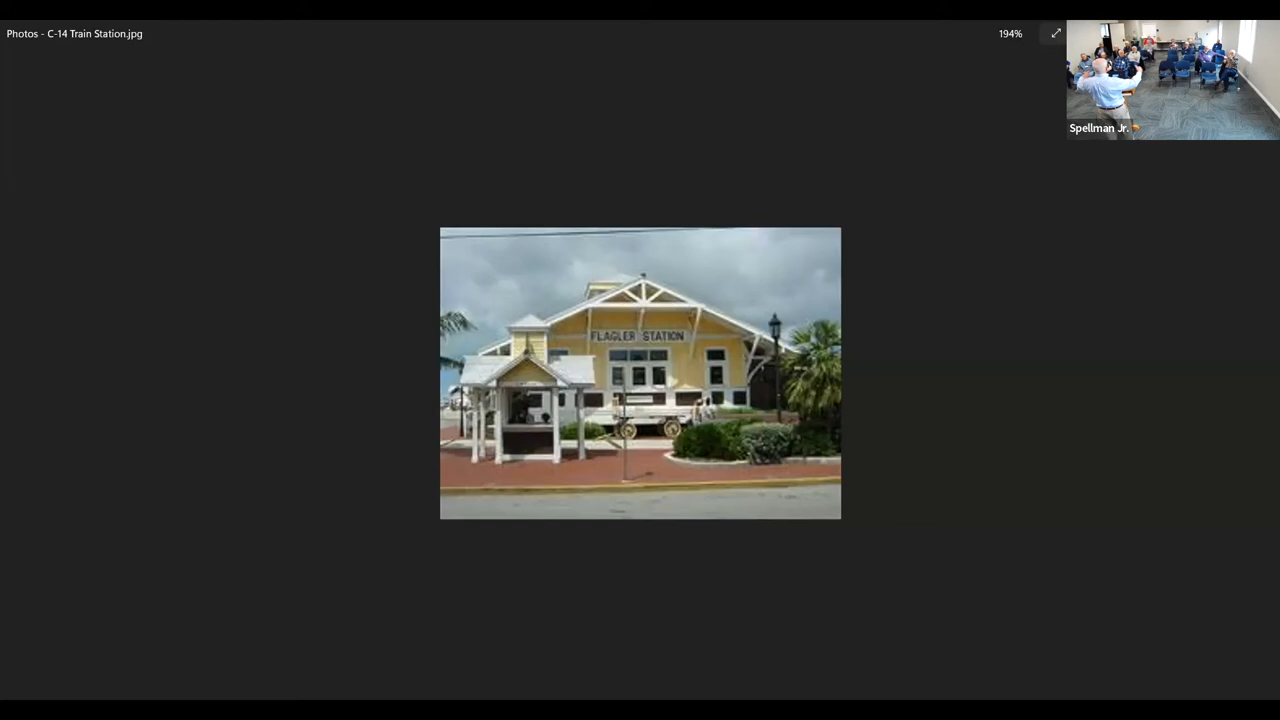 Photos - C-14 Train Station.jpg
194%
Spellman Jr.
FLAGLER STATION